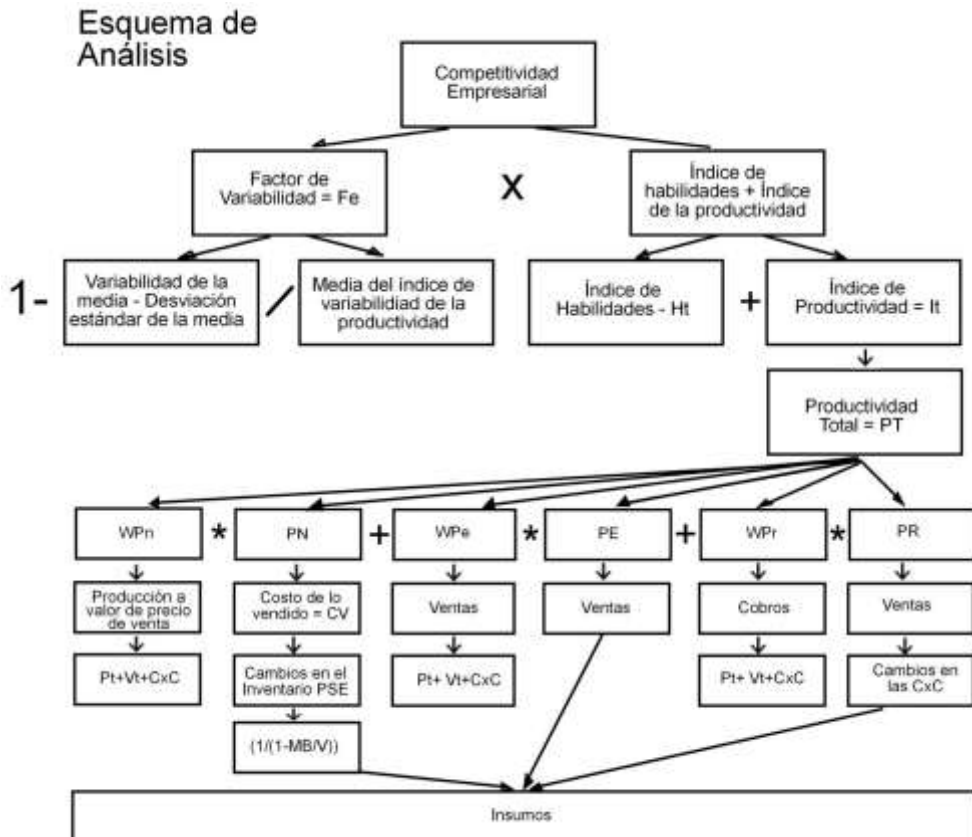 Esquema de
Análisis
Competitividad
Empresarial
Factor de
Variabilidad = Fe
X
Índice de
habilidades + Índice
de la productividad
1-
Variabilidad de la
media - Desviación
estándar de la media
/
Media del índice de
variabilidiad de la
productividad
Índice de
Habilidades - Ht
+
Índice de
Productividad = It
Productividad
Total = PT
WPn
*
PN
+
WPe
*
PE
+
WPr
*
PR
Producción a
valor de precio
de venta
Costo de lo
vendido = CV
Ventas
Ventas
Cobros
Ventas
Pt+Vt+CxC
Cambios en el
Inventario PSE
Pt+ Vt+CxC
Pt+ Vt+CxC
Cambios en
las CxC
(1/(1-MB/V))
Insumos